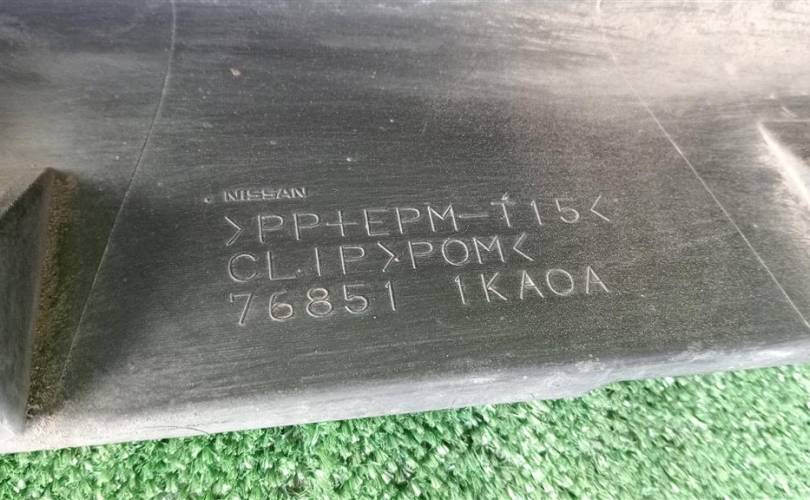 NISSAN
>PP+EPM-T15<
CLIP>POM<
76851 1KA0A